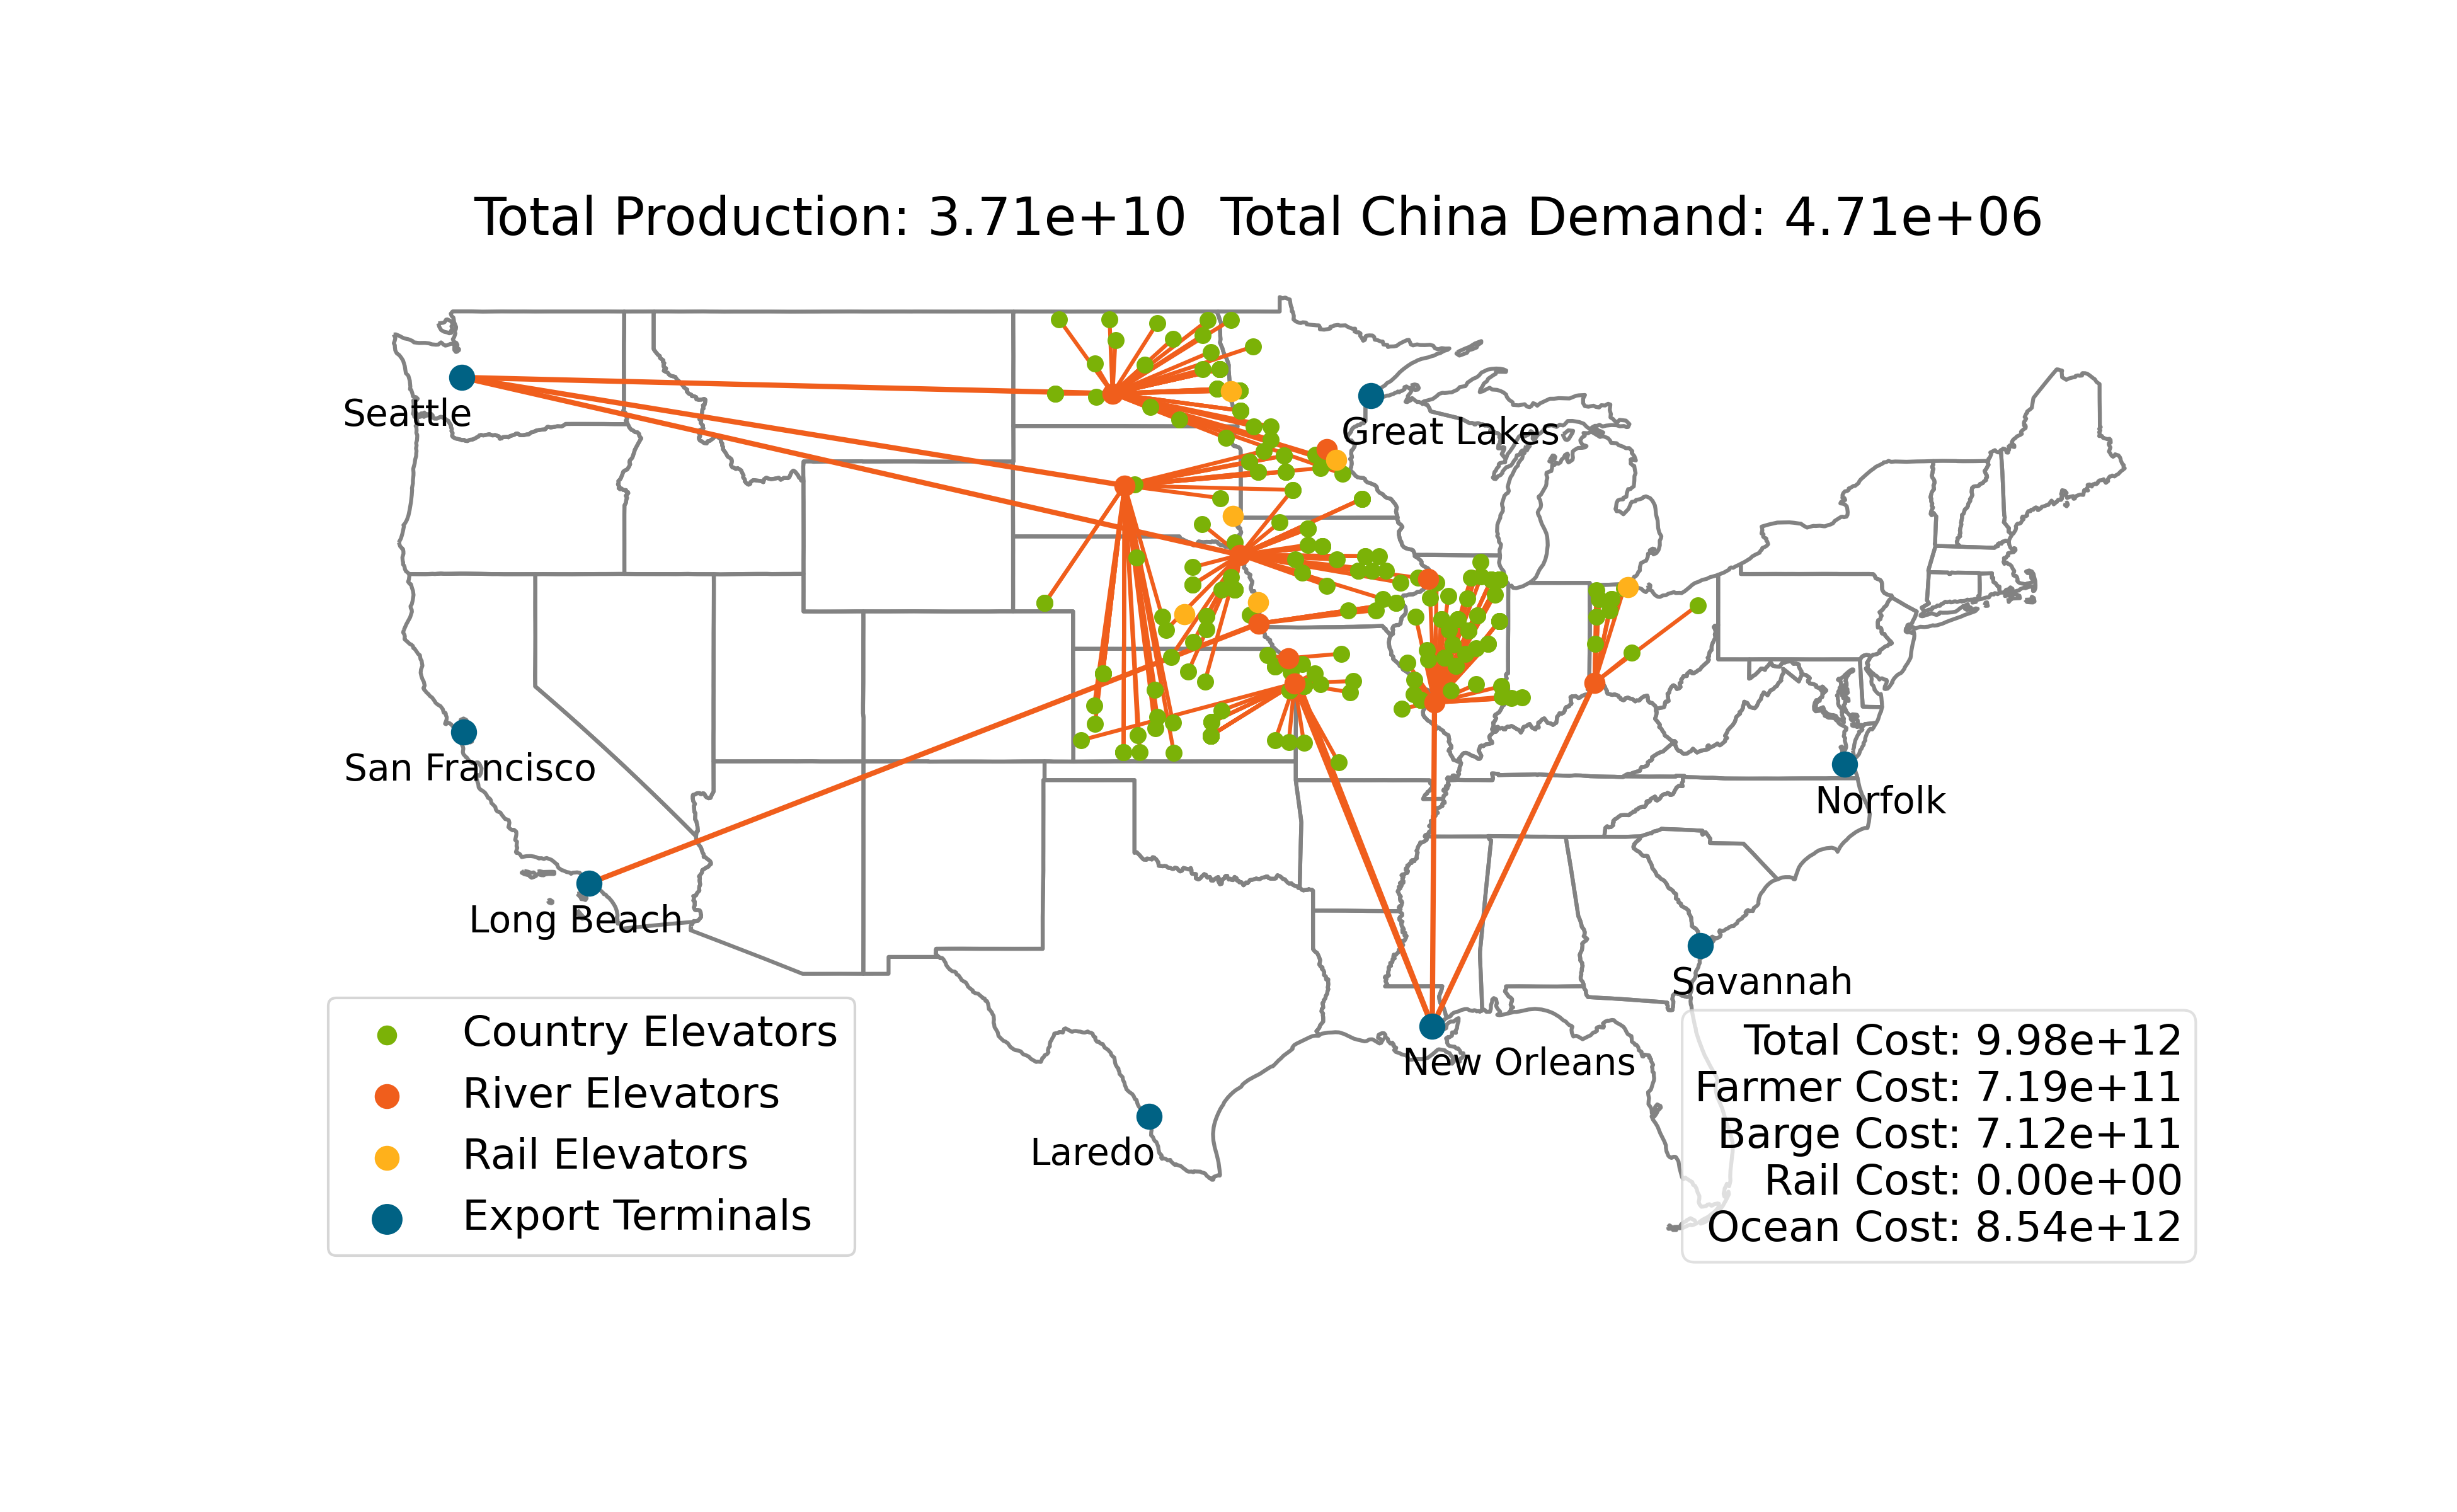 Total Production: 3.71e+10  Total China Demand: 4.71e+06
Seattle
Great Lakes
San Francisco
Norfolk
Long Beach
Savannah
New Orleans
Laredo
Country Elevators
River Elevators
Rail Elevators
Export Terminals
Total Cost: 9.98e+12
Farmer Cost: 7.19e+11
Barge Cost: 7.12e+11
Rail Cost: 0.00e+00
Ocean Cost: 8.54e+12